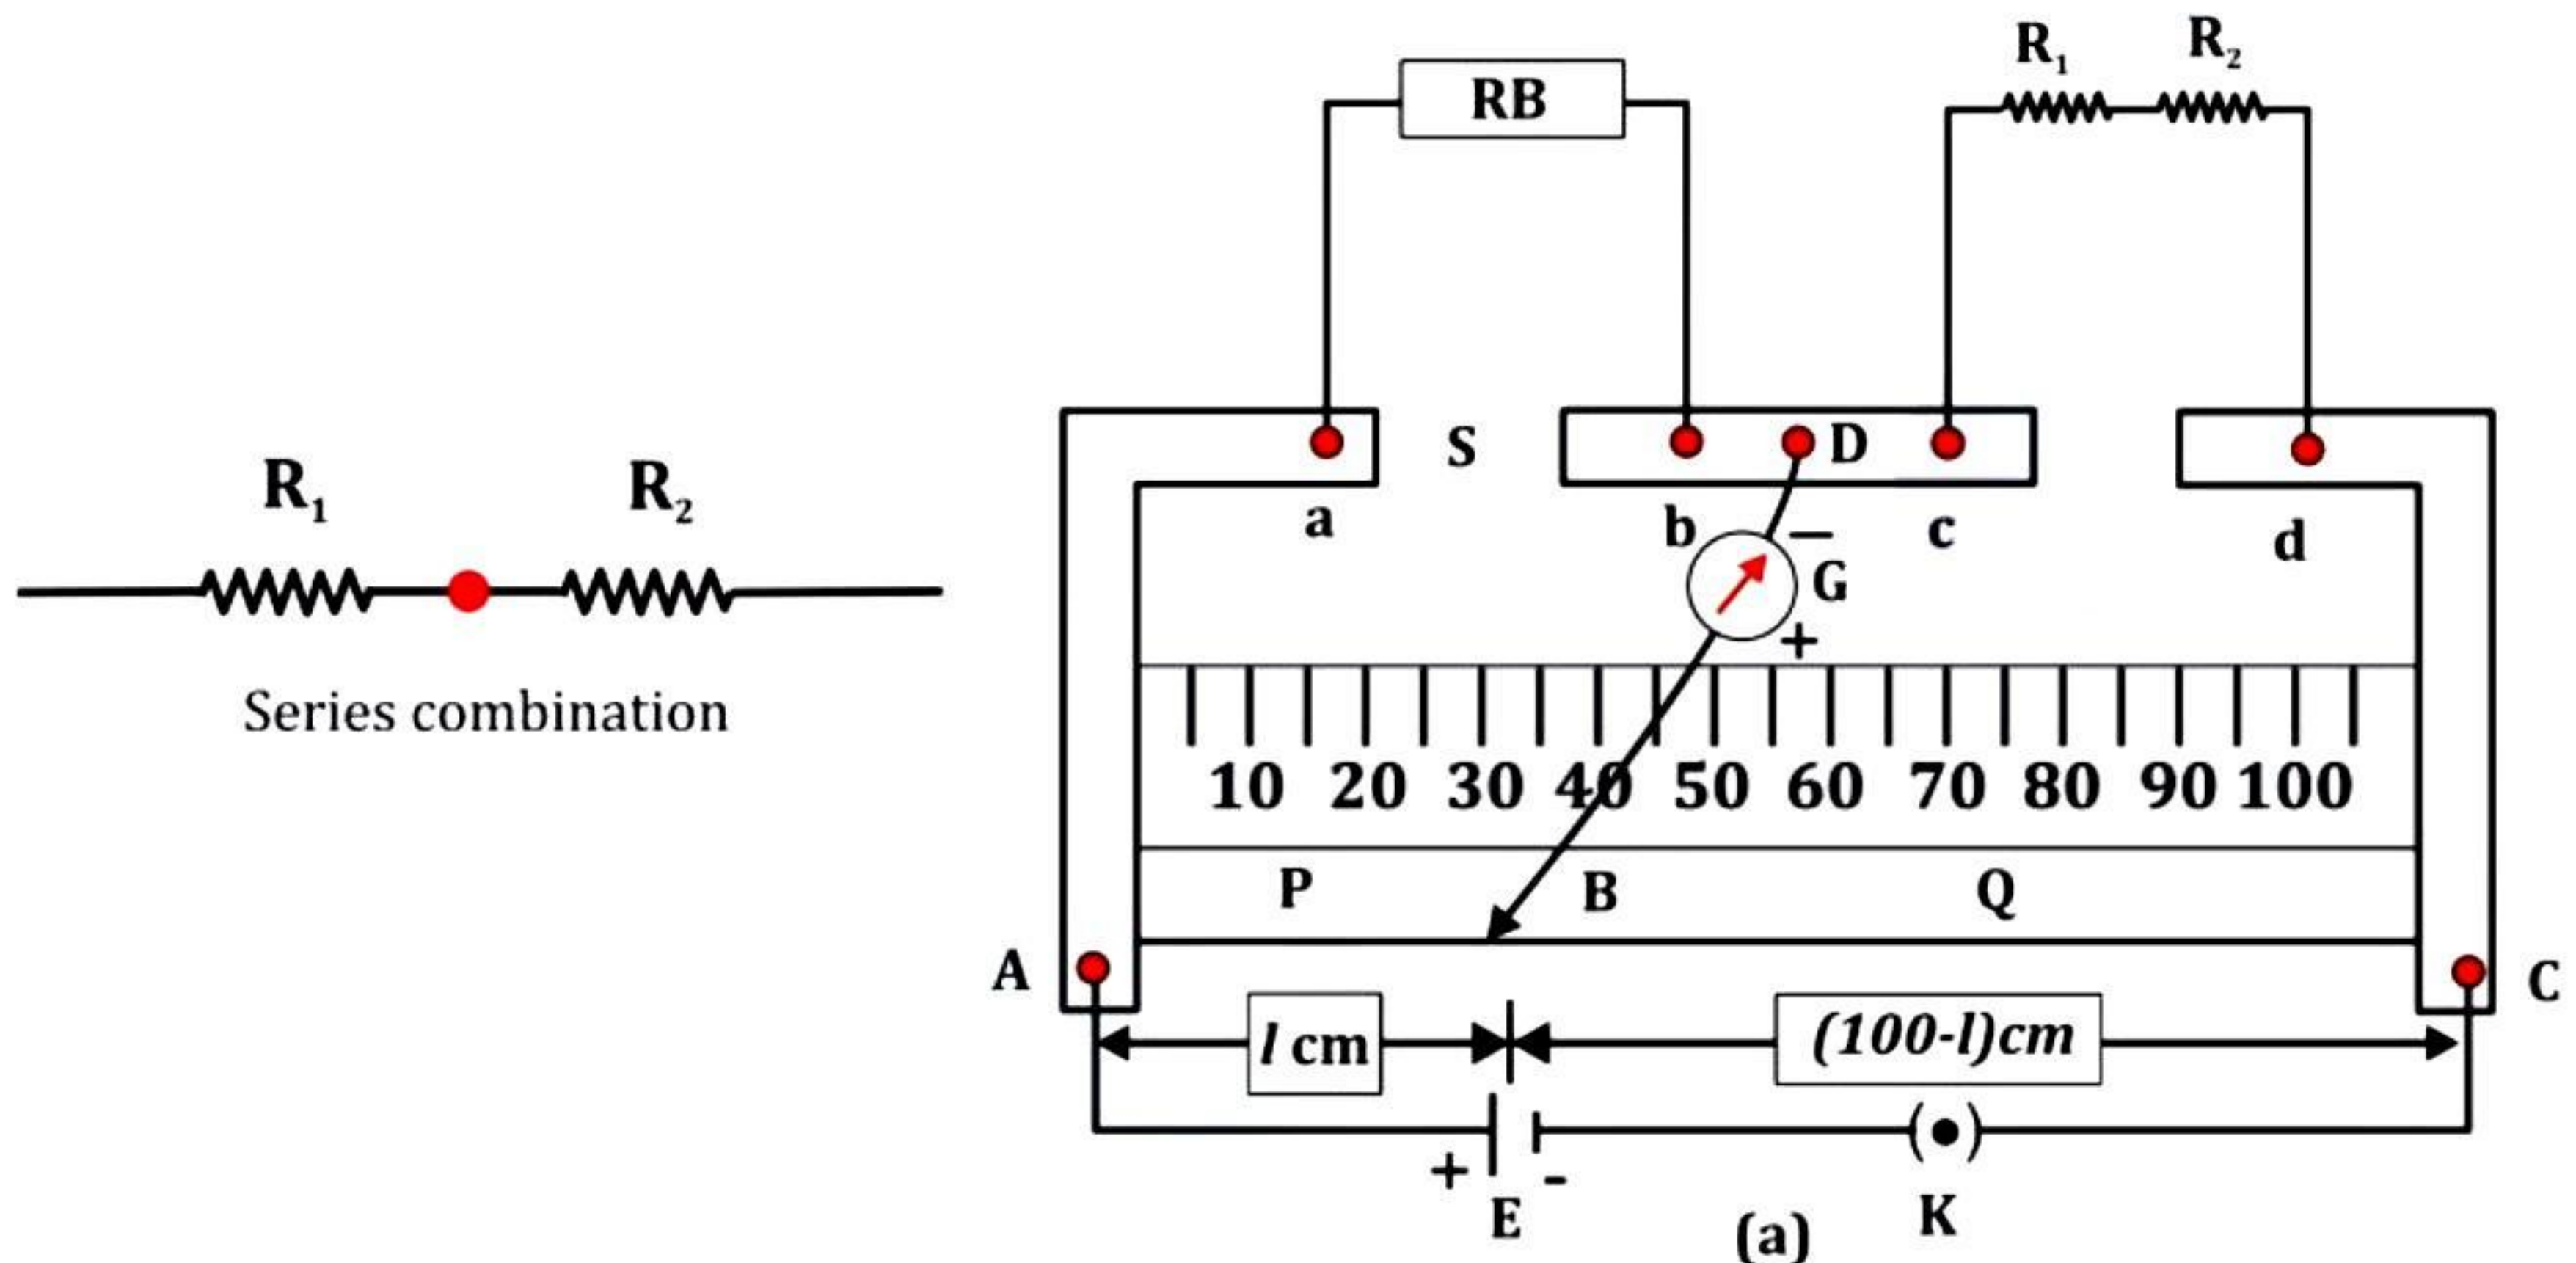 R₁ R₂
Series combination
RB
R₁ R₂
S D
a b c d
−
G
+
10 20 30 40 50 60 70 80 90 100
P B Q
A C
l cm (100-l)cm
+ -
E K
(a)